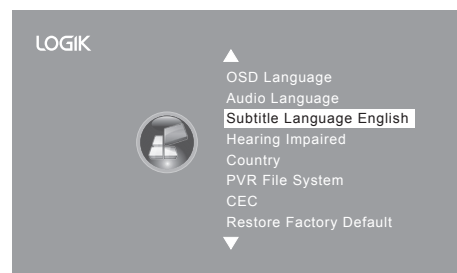 LOGIK
OSD Language
Audio Language
Subtitle Language English
Hearing Impaired
Country
PVR File System
CEC
Restore Factory Default